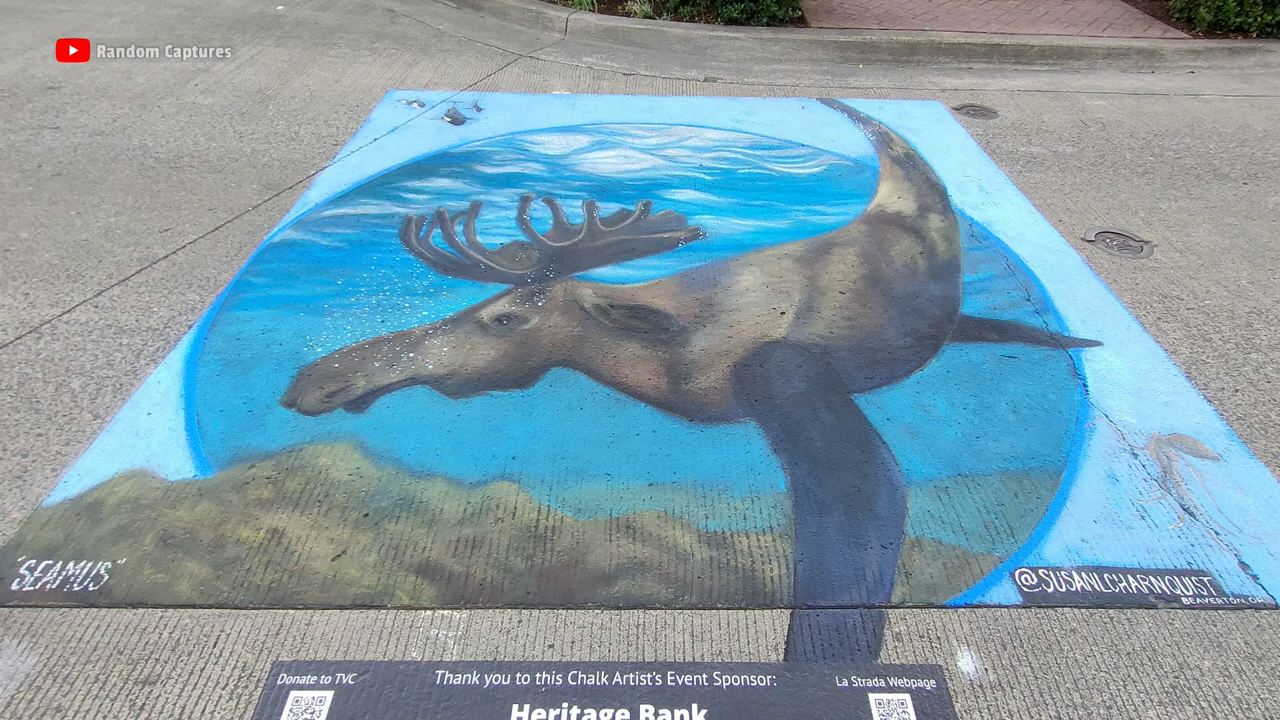 Random Captures
"SEAMUS"
@SUSANLCHARNQUIST
BEAVERTON, OR
Donate to TVC
Thank you to this Chalk Artist's Event Sponsor:
La Strada Webpage
Heritage Bank